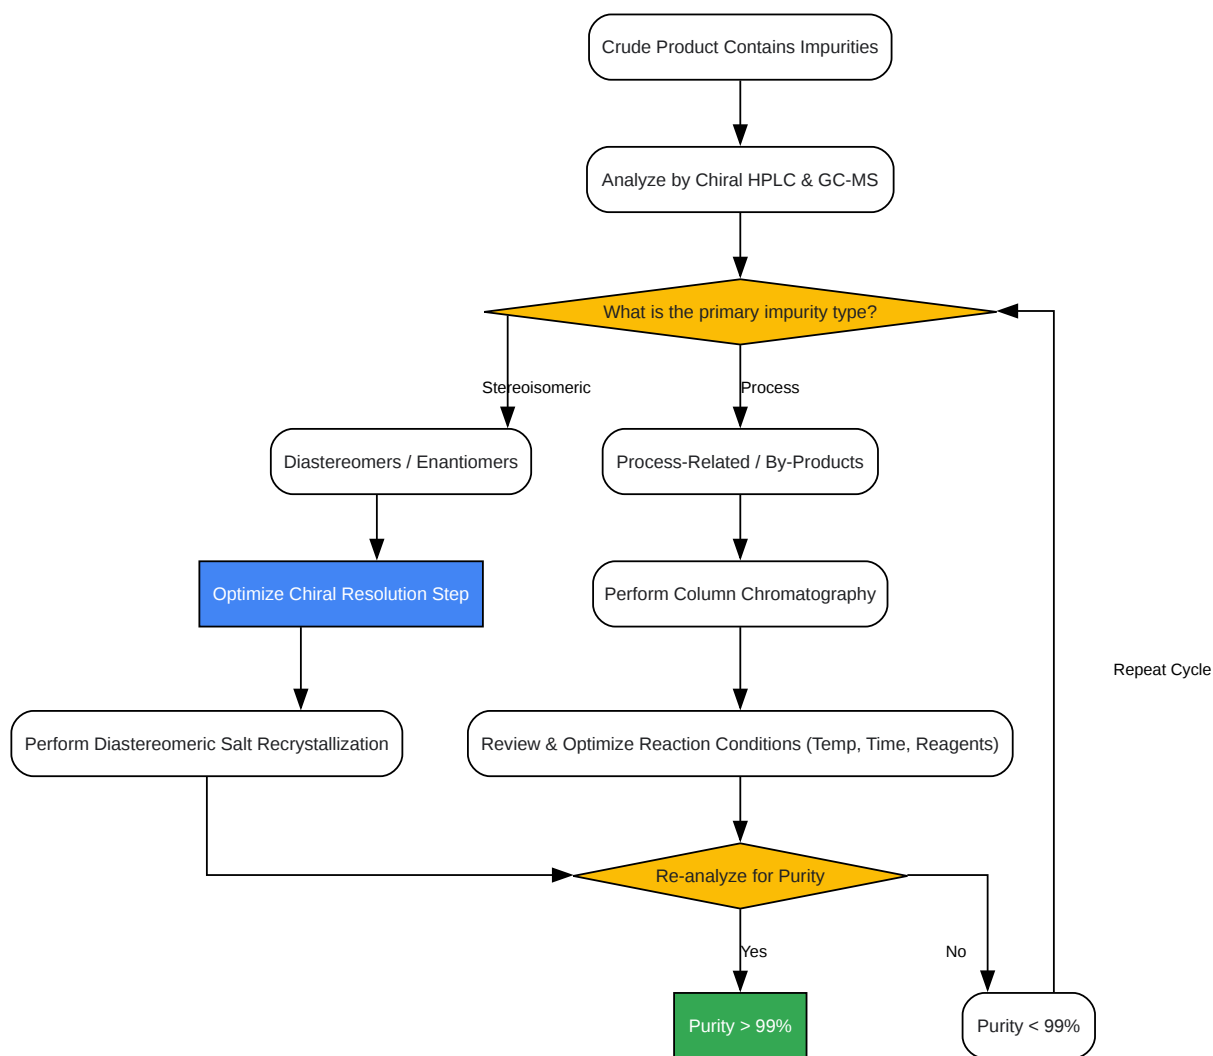 Crude Product Contains Impurities
Analyze by Chiral HPLC & GC-MS
What is the primary impurity type?
Stereoisomeric
Process
Diastereomers / Enantiomers
Process-Related / By-Products
Optimize Chiral Resolution Step
Perform Column Chromatography
Repeat Cycle
Perform Diastereomeric Salt Recrystallization
Review & Optimize Reaction Conditions (Temp, Time, Reagents)
Re-analyze for Purity
Yes
No
Purity > 99%
Purity < 99%